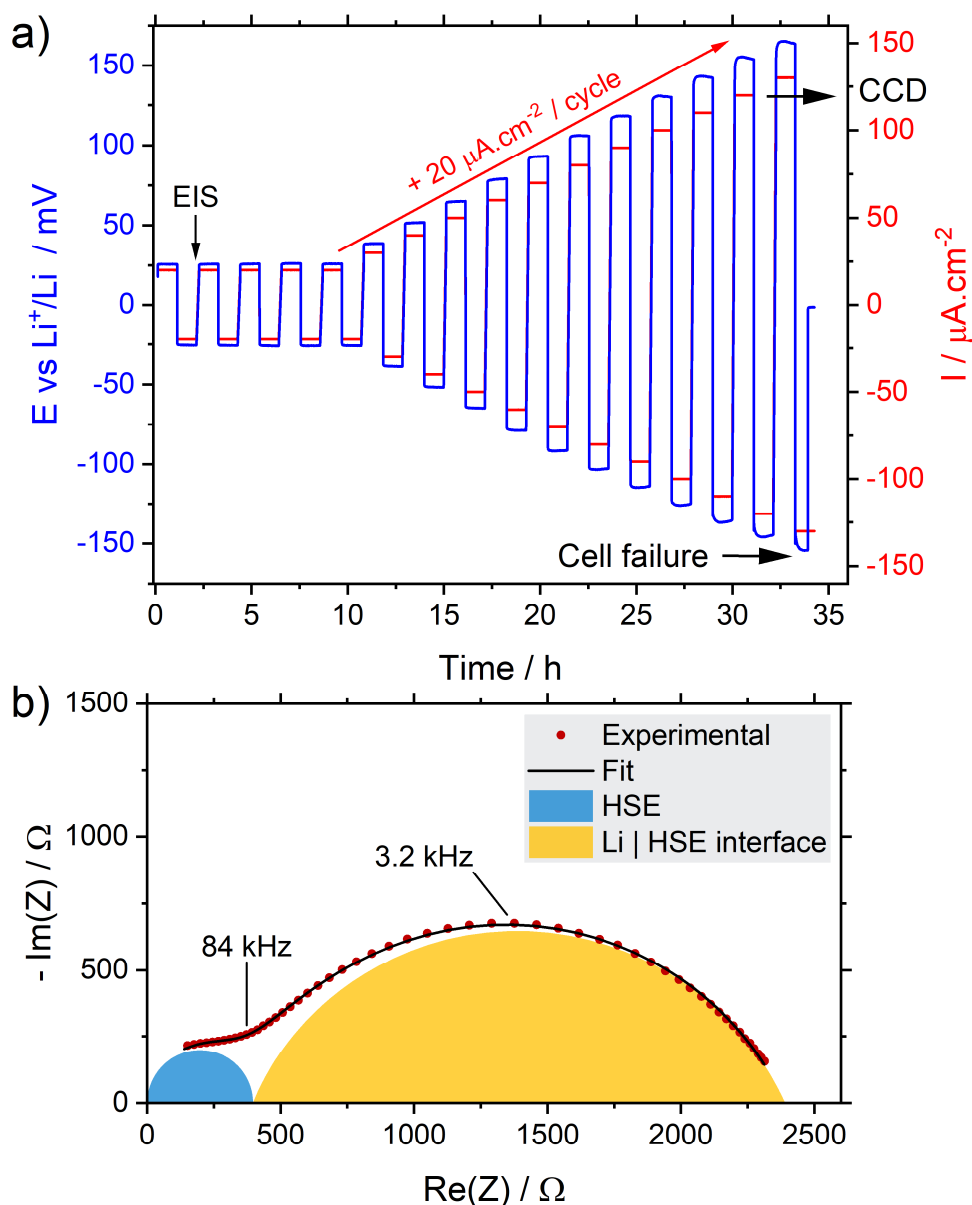 a)
E vs Li⁺/Li / mV
150
100
50
0
-50
-100
-150
EIS
+ 20 μA.cm⁻² / cycle
CCD
Cell failure
150
100
50
0
-50
-100
-150
I / μA.cm⁻²
0 5 10 15 20 25 30 35
Time / h
b)
- Im(Z) / Ω
1500
1000
500
0
Experimental
Fit
HSE
Li | HSE interface
3.2 kHz
84 kHz
0 500 1000 1500 2000 2500
Re(Z) / Ω